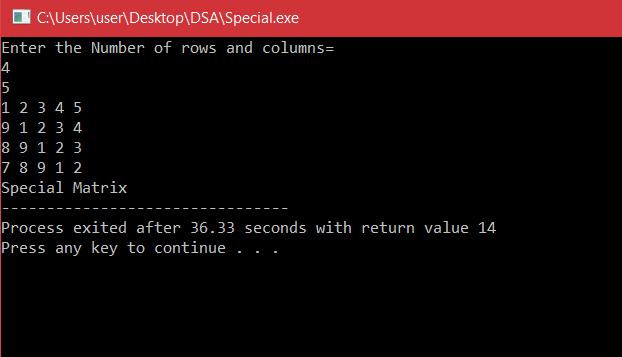 C:\Users\user\Desktop\DSA\Special.exe
Enter the Number of rows and columns=
4
5
1 2 3 4 5
9 1 2 3 4
8 9 1 2 3
7 8 9 1 2
Special Matrix
--------------------------------
Process exited after 36.33 seconds with return value 14
Press any key to continue . . .